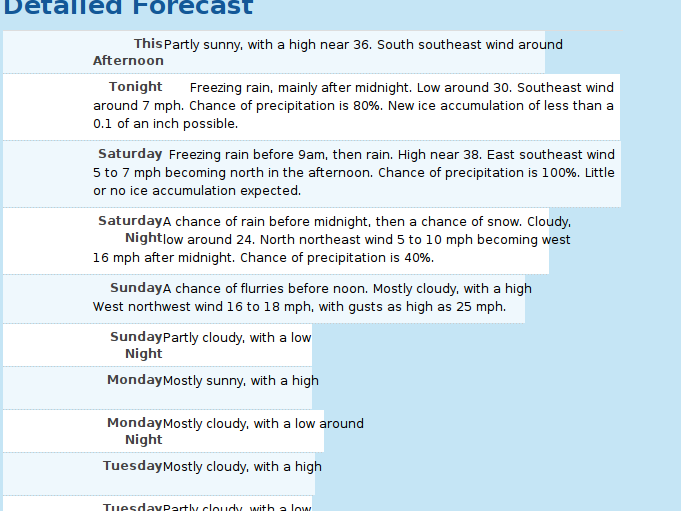 Detailed Forecast
This Partly sunny, with a high near 36. South southeast wind around
Afternoon
Tonight Freezing rain, mainly after midnight. Low around 30. Southeast wind
around 7 mph. Chance of precipitation is 80%. New ice accumulation of less than a
0.1 of an inch possible.
Saturday Freezing rain before 9am, then rain. High near 38. East southeast wind
5 to 7 mph becoming north in the afternoon. Chance of precipitation is 100%. Little
or no ice accumulation expected.
Saturday A chance of rain before midnight, then a chance of snow. Cloudy,
Night low around 24. North northeast wind 5 to 10 mph becoming west
16 mph after midnight. Chance of precipitation is 40%.
Sunday A chance of flurries before noon. Mostly cloudy, with a high
West northwest wind 16 to 18 mph, with gusts as high as 25 mph.
Sunday Partly cloudy, with a low
Night
Monday Mostly sunny, with a high
Monday Mostly cloudy, with a low around
Night
Tuesday Mostly cloudy, with a high
Tuesday Partly cloudy, with a low